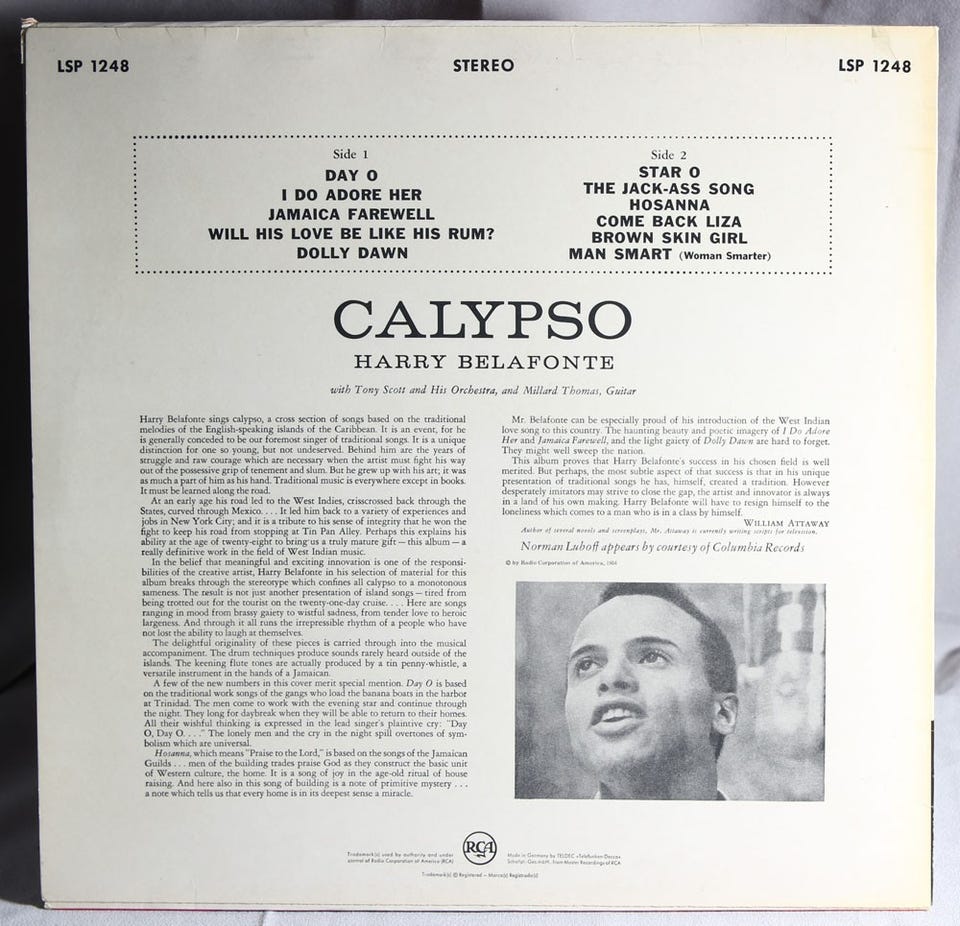 LSP 1248
STEREO
LSP 1248
Side 1
DAY O
I DO ADORE HER
JAMAICA FAREWELL
WILL HIS LOVE BE LIKE HIS RUM?
DOLLY DAWN
Side 2
STAR O
THE JACK-ASS SONG
HOSANNA
COME BACK LIZA
BROWN SKIN GIRL
MAN SMART (Woman Smarter)
CALYPSO
HARRY BELAFONTE
with Tony Scott and His Orchestra, and Millard Thomas, Guitar
Harry Belafonte sings calypso, a cross section of songs based on the traditional
melodies of the English-speaking islands of the Caribbean. It is an event, for he
is generally conceded to be our foremost singer of traditional songs. It is a unique
distinction for one so young, but not undeserved. Behind him are the years of
struggle and raw courage which are necessary when the artist must fight his way
out of the possessive grip of tenement and slum. But he grew up with his art; it was
as much a part of him as his hand. Traditional music is everywhere except in books.
It must be learned along the road.
At an early age his road led to the West Indies, crisscrossed back through the
States, curved through Mexico. . . . It led him back to a variety of experiences and
jobs in New York City; and it is a tribute to his sense of integrity that he won the
fight to keep his road from stopping at Tin Pan Alley. Perhaps this explains his
ability at the age of twenty-eight to bring us a truly mature gift – this album – a
really definitive work in the field of West Indian music.
In the belief that meaningful and exciting innovation is one of the responsi-
bilities of the creative artist, Harry Belafonte in his selection of material for this
album breaks through the stereotype which confines all calypso to a monotonous
sameness. The result is not just another presentation of island songs – tired from
being trotted out for the tourist on the twenty-one-day cruise. . . . Here are songs
ranging in mood from brassy gaiety to wistful sadness, from tender love to heroic
largeness. And through it all runs the irrepressible rhythm of a people who have
not lost the ability to laugh at themselves.
The delightful originality of these pieces is carried through into the musical
accompaniment. The drum techniques produce sounds rarely heard outside of the
islands. The keening flute tones are actually produced by a tin penny-whistle, a
versatile instrument in the hands of a Jamaican.
A few of the new numbers in this cover merit special mention. Day O is based
on the traditional work songs of the gangs who load the banana boats in the harbor
at Trinidad. The men come to work with the evening star and continue through
the night. They long for daybreak when they will be able to return to their homes.
All their wishful thinking is expressed in the lead singer's plaintive cry: "Day
O, Day O. . . ." The lonely men and the cry in the night spill overtones of sym-
bolism which are universal.
Hosanna, which means "Praise to the Lord," is based on the songs of the Jamaican
Guilds . . . men of the building trades praise God as they construct the basic unit
of Western culture, the home. It is a song of joy in the age-old ritual of house
raising. And here also in this song of building is a note of primitive mystery . . .
a note which tells us that every home is in its deepest sense a miracle.
Mr. Belafonte can be especially proud of his introduction of the West Indian
love song to this country. The haunting beauty and poetic imagery of I Do Adore
Her and Jamaica Farewell, and the light gaiety of Dolly Dawn are hard to forget.
They might well sweep the nation.
This album proves that Harry Belafonte's success in his chosen field is well
merited. But perhaps, the most subtle aspect of that success is that in his unique
presentation of traditional songs he has, himself, created a tradition. However
desperately imitators may strive to close the gap, the artist and innovator is always
in a land of his own making. Harry Belafonte will have to resign himself to the
loneliness which comes to a man who is in a class by himself.
WILLIAM ATTAWAY
Author of several novels and screenplays, Mr. Attaway is currently writing scripts for television.
Norman Luboff appears by courtesy of Columbia Records
© by Radio Corporation of America,
Trademark(s) used by authority and under
control of Radio Corporation of America (RCA)
RCA
Made in Germany by TELDEC »Telefunken-Decca«
Schallpl.-Ges.mbH. from Master Recordings of RCA
Trademark(s) ® Registered – Marca(s) Registrada(s)